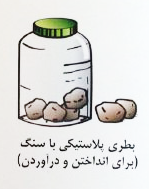 بطری پلاستیکی با سنگ
(برای انداختن و درآوردن)